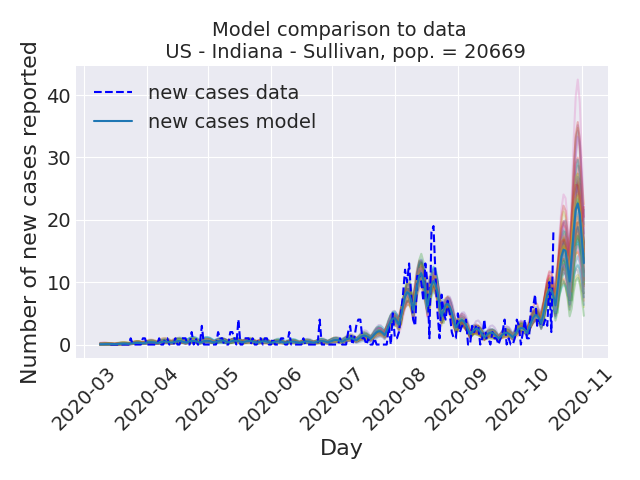 Model comparison to data
US - Indiana - Sullivan, pop. = 20669
Number of new cases reported
40
30
20
10
0
new cases data
new cases model
2020-03
2020-04
2020-05
2020-06
2020-07
2020-08
2020-09
2020-10
2020-11
Day